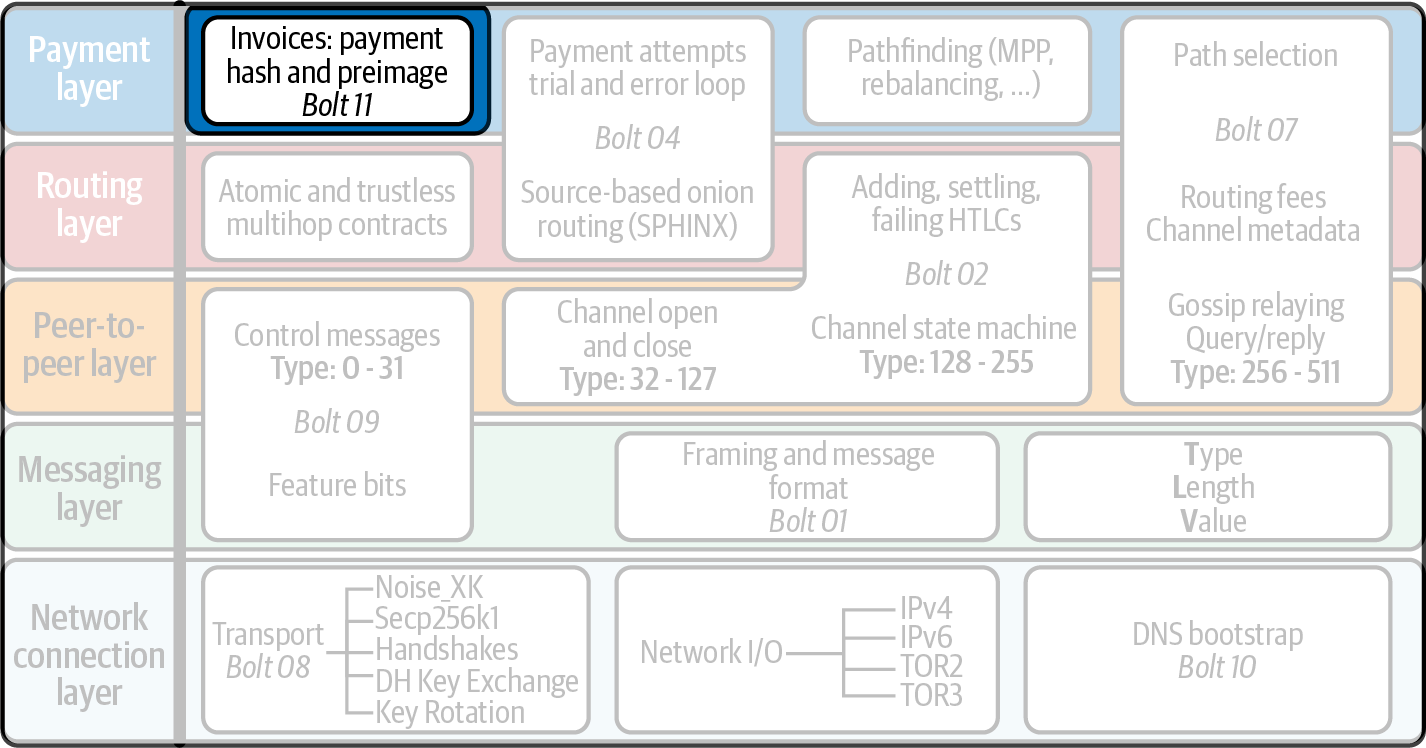 Payment
layer
Invoices: payment
hash and preimage
Bolt 11
Payment attempts
trial and error loop
Bolt 04
Source-based onion
routing (SPHINX)
Pathfinding (MPP,
rebalancing, ...)
Path selection
Bolt 07
Routing fees
Channel metadata
Gossip relaying
Query/reply
Type: 256 - 511
Routing
layer
Atomic and trustless
multihop contracts
Adding, settling,
failing HTLCs
Bolt 02
Channel state machine
Type: 128 - 255
Peer-to-
peer layer
Control messages
Type: 0 - 31
Bolt 09
Feature bits
Channel open
and close
Type: 32 - 127
Messaging
layer
Framing and message
format
Bolt 01
Type
Length
Value
Network
connection
layer
Transport
Bolt 08
Noise_XK
Secp256k1
Handshakes
DH Key Exchange
Key Rotation
Network I/O
IPv4
IPv6
TOR2
TOR3
DNS bootstrap
Bolt 10